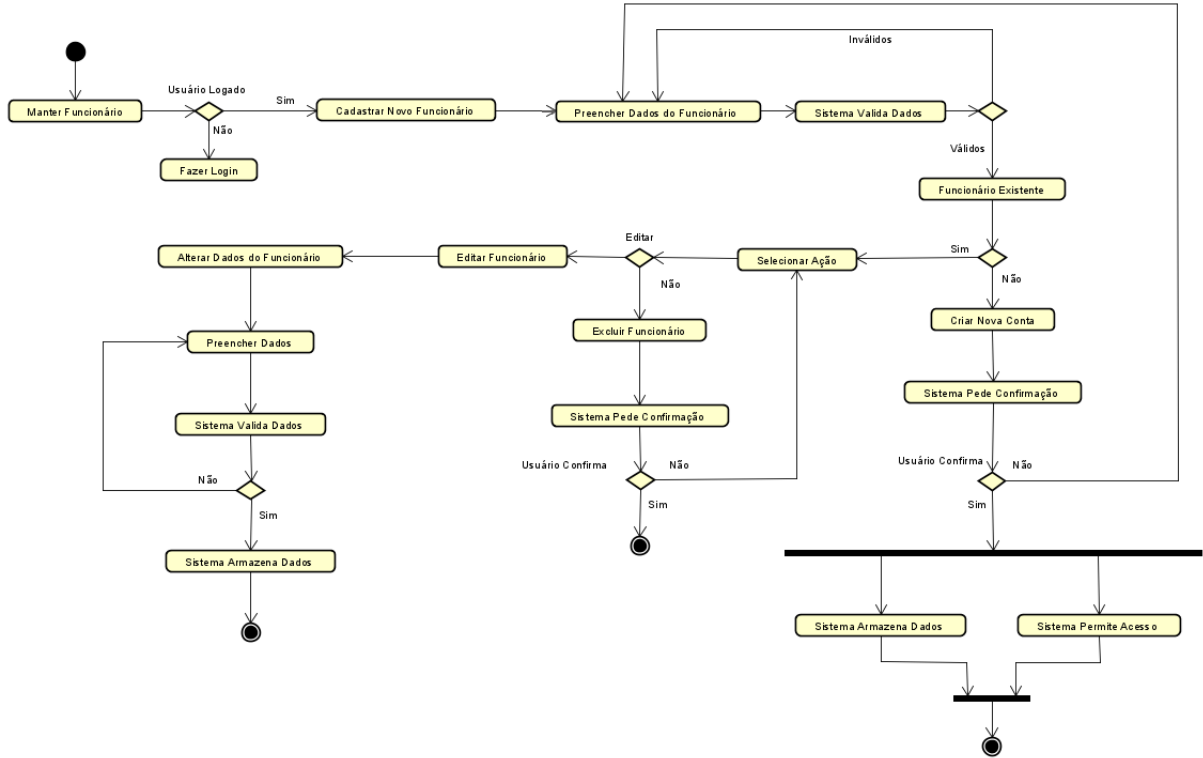 Inválidos
Usuário Logado
Sim
Manter Funcionário
Cadastrar Novo Funcionário
Preencher Dados do Funcionário
Sistema Valida Dados
Não
Válidos
Fazer Login
Funcionário Existente
Editar
Sim
Alterar Dados do Funcionário
Editar Funcionário
Selecionar Ação
Não
Não
Criar Nova Conta
Excluir Funcionário
Preencher Dados
Sistema Pede Confirmação
Sistema Pede Confirmação
Sistema Valida Dados
Usuário Confirma
Não
Usuário Confirma
Não
Não
Sim
Sim
Sim
Sistema Armazena Dados
Sistema Armazena Dados
Sistema Permite Acesso